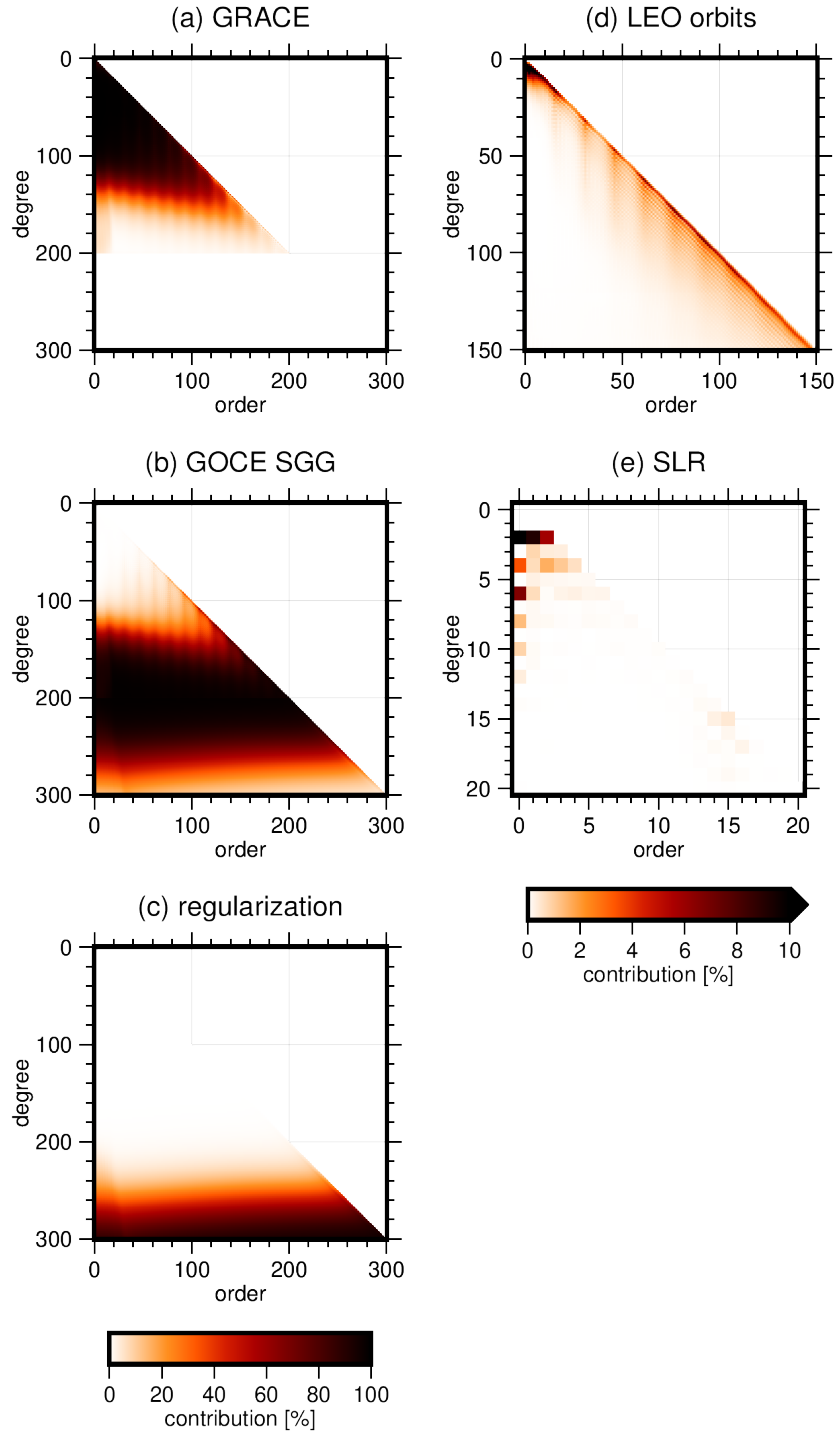 (a) GRACE
0
100
200
300
degree
0 100 200 300
order
(d) LEO orbits
0
50
100
150
degree
0 50 100 150
order
(b) GOCE SGG
0
100
200
300
degree
0 100 200 300
order
(e) SLR
0
5
10
15
20
degree
0 5 10 15 20
order
0 2 4 6 8 10
contribution [%]
(c) regularization
0
100
200
300
degree
0 100 200 300
order
0 20 40 60 80 100
contribution [%]